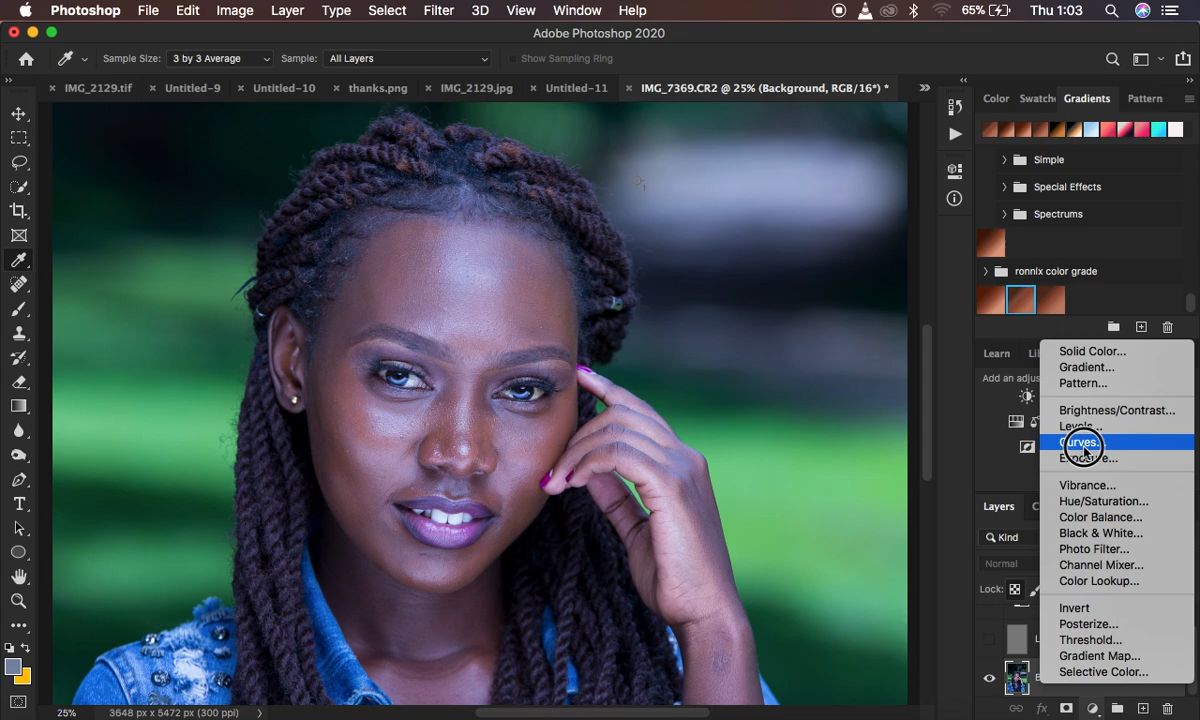 Photoshop File Edit Image Layer Type Select Filter 3D View Window Help 65% Thu 1:03
Adobe Photoshop 2020
Sample Size: 3 by 3 Average Sample: All Layers Show Sampling Ring
IMG_2129.tif Untitled-9 Untitled-10 thanks.png IMG_2129.jpg Untitled-11 IMG_7369.CR2 @ 25% (Background, RGB/16*) *
Color Swatche Gradients Pattern
Simple
Special Effects
Spectrums
ronnix color grade
Learn Li
Add an adjus
Solid Color...
Gradient...
Pattern...
Brightness/Contrast...
Levels...
Curves...
Exposure...
Vibrance...
Hue/Saturation...
Color Balance...
Black & White...
Photo Filter...
Channel Mixer...
Color Lookup...
Invert
Posterize...
Threshold...
Gradient Map...
Selective Color...
Layers C
Kind
Normal
Lock:
L
B
25% 3648 px x 5472 px (300 ppi)